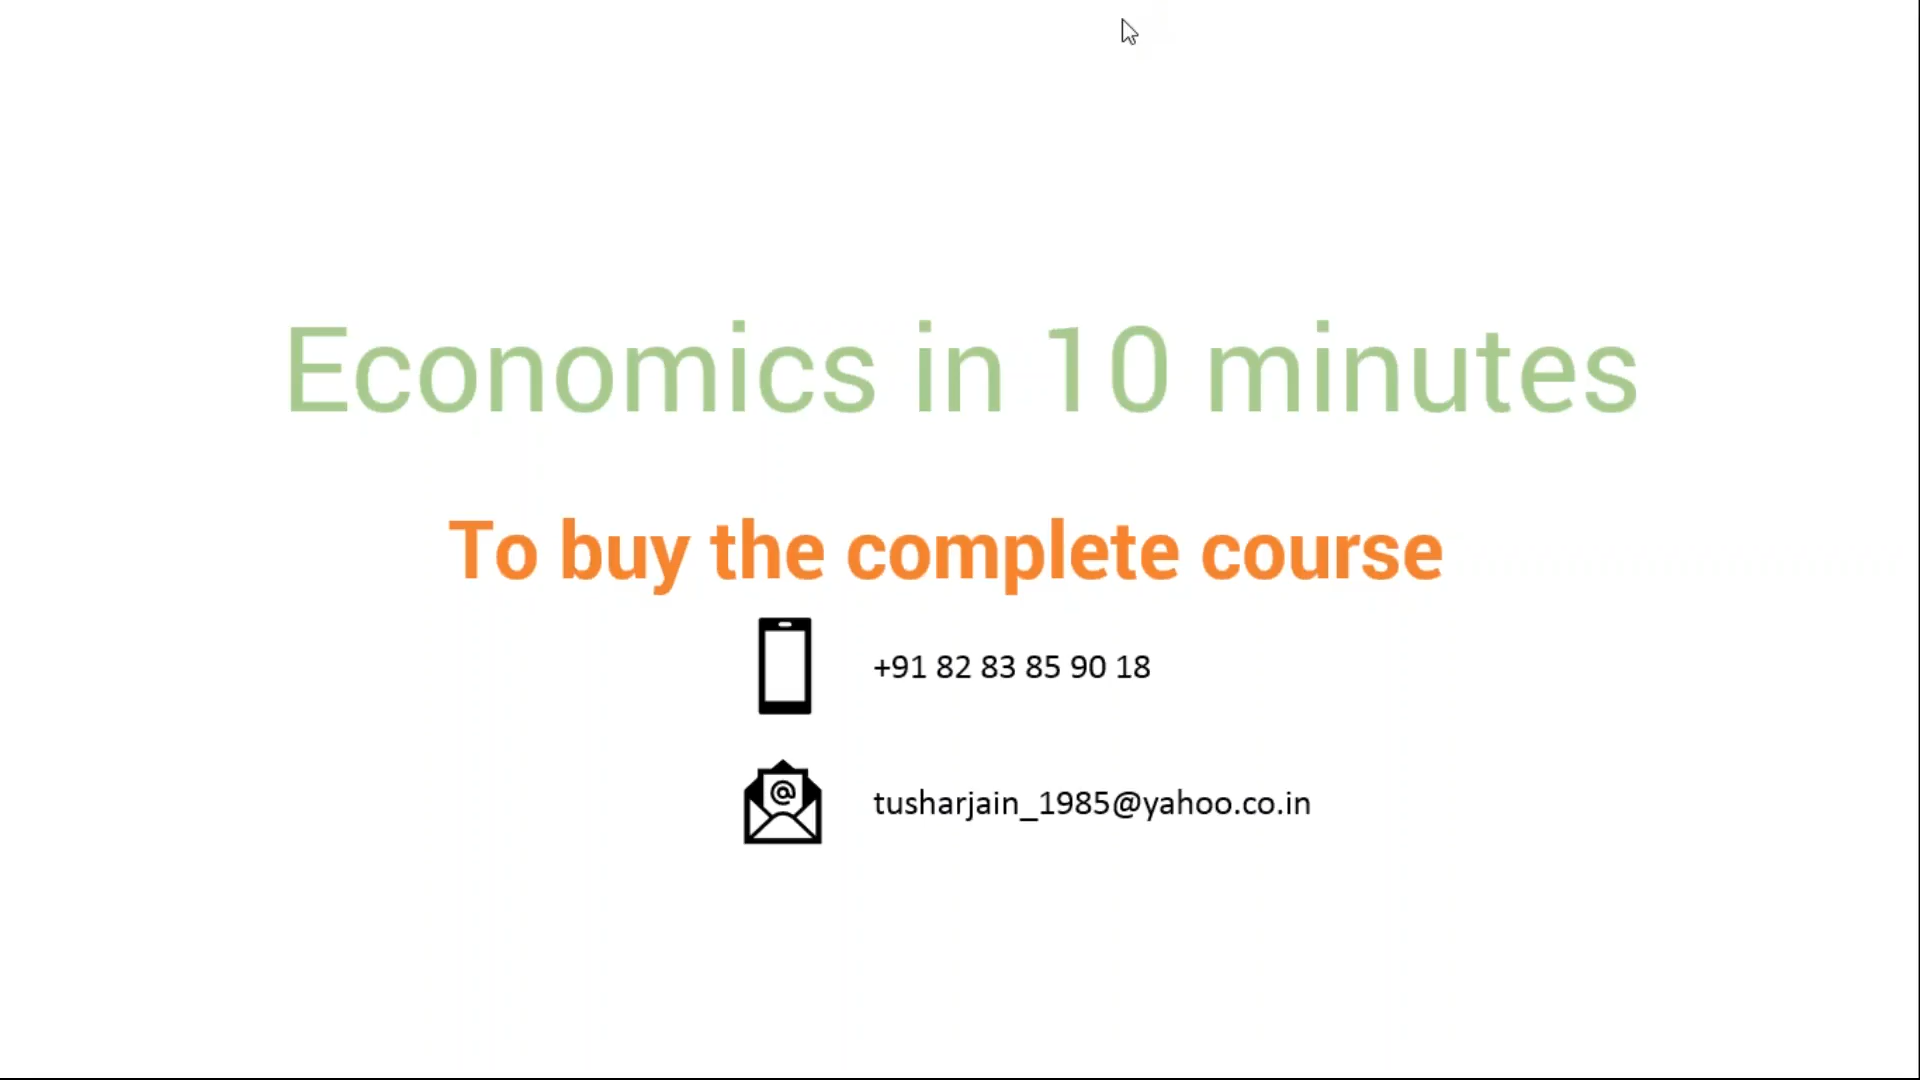 Economics in 10 minutes
To buy the complete course
+91 82 83 85 90 18
@
tusharjain_1985@yahoo.co.in